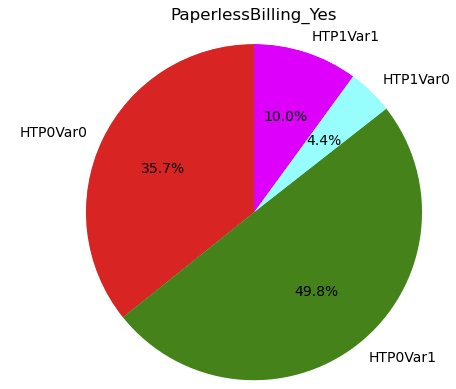 PaperlessBilling_Yes
HTP1Var1
HTP1Var0
10.0%
4.4%
HTP0Var0
35.7%
49.8%
HTP0Var1